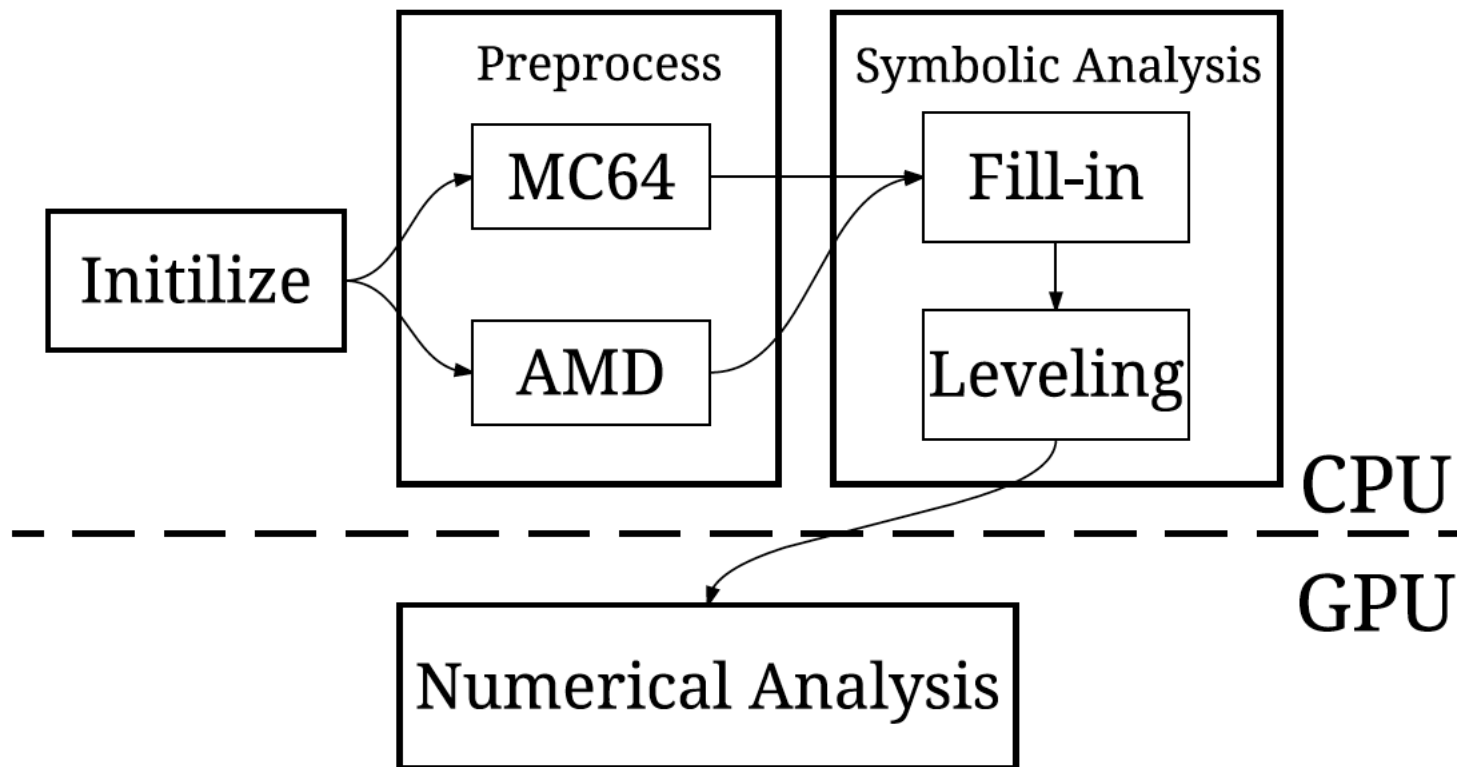 Preprocess
Symbolic Analysis
MC64
Fill-in
Initilize
AMD
Leveling
CPU
GPU
Numerical Analysis